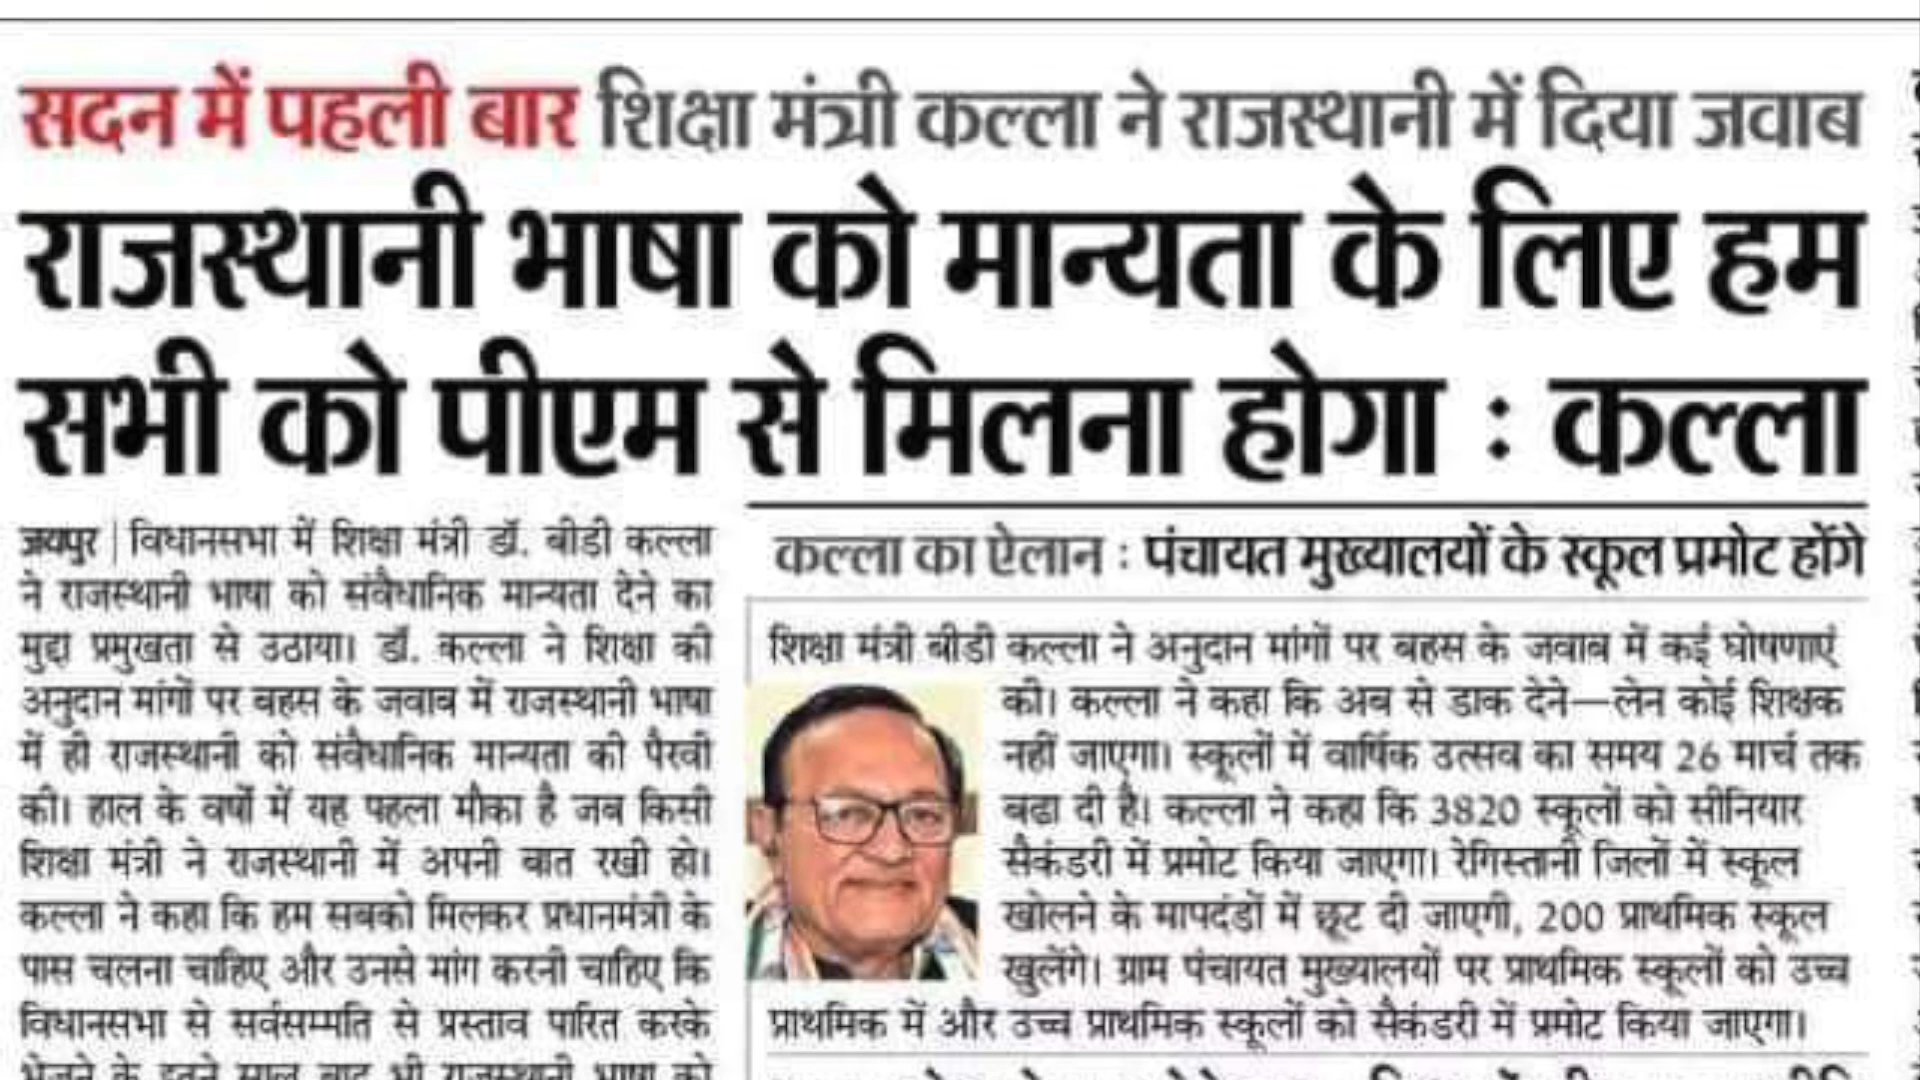 सदन में पहली बार शिक्षा मंत्री कल्ला ने राजस्थानी में दिया जवाब
राजस्थानी भाषा को मान्यता के लिए हम
सभी को पीएम से मिलना होगा : कल्ला
जयपुर | विधानसभा में शिक्षा मंत्री डॉ. बीडी कल्ला
ने राजस्थानी भाषा को संवैधानिक मान्यता देने का
मुद्दा प्रमुखता से उठाया। डॉ. कल्ला ने शिक्षा की
अनुदान मांगों पर बहस के जवाब में राजस्थानी भाषा
में ही राजस्थानी को संवैधानिक मान्यता की पैरवी
की। हाल के वर्षों में यह पहला मौका है जब किसी
शिक्षा मंत्री ने राजस्थानी में अपनी बात रखी हो।
कल्ला ने कहा कि हम सबको मिलकर प्रधानमंत्री के
पास चलना चाहिए और उनसे मांग करनी चाहिए कि
विधानसभा से सर्वसम्मति से प्रस्ताव पारित करके
भेजने के इतने साल बाद भी राजस्थानी भाषा को
कल्ला का ऐलान : पंचायत मुख्यालयों के स्कूल प्रमोट होंगे
शिक्षा मंत्री बीडी कल्ला ने अनुदान मांगों पर बहस के जवाब में कई घोषणाएं
की। कल्ला ने कहा कि अब से डाक देने—लेन कोई शिक्षक
नहीं जाएगा। स्कूलों में वार्षिक उत्सव का समय 26 मार्च तक
बढा दी है। कल्ला ने कहा कि 3820 स्कूलों को सीनियार
सैकंडरी में प्रमोट किया जाएगा। रेगिस्तानी जिलों में स्कूल
खोलने के मापदंडों में छूट दी जाएगी, 200 प्राथमिक स्कूल
खुलेंगे। ग्राम पंचायत मुख्यालयों पर प्राथमिक स्कूलों को उच्च
प्राथमिक में और उच्च प्राथमिक स्कूलों को सैकंडरी में प्रमोट किया जाएगा।